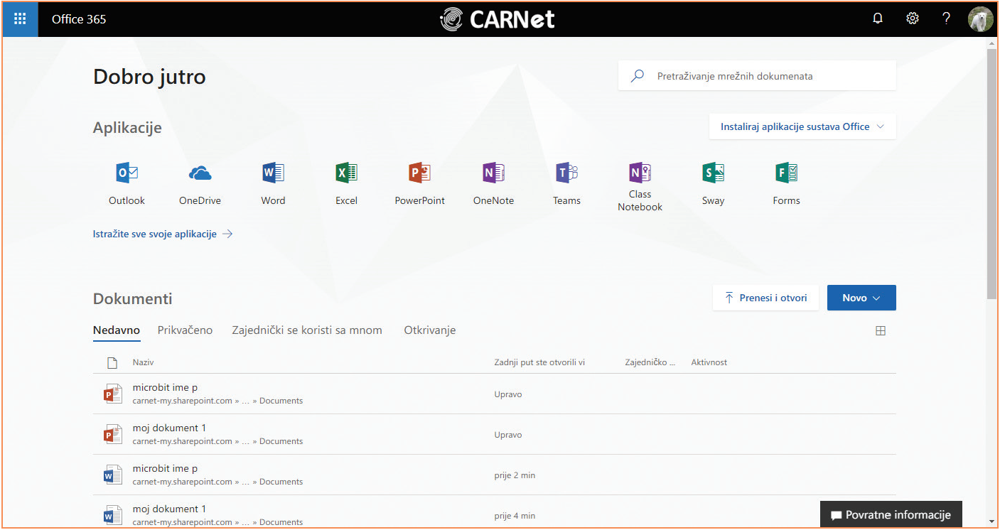 Office 365
CARNet
?
Dobro jutro
Pretraživanje mrežnih dokumenata
Aplikacije
Instaliraj aplikacije sustava Office
Outlook
OneDrive
Word
Excel
PowerPoint
OneNote
Teams
Class
Notebook
Sway
Forms
Istražite sve svoje aplikacije →
Dokumenti
Prenesi i otvori
Novo
Nedavno Prikvačeno Zajednički se koristi sa mnom Otkrivanje
Naziv Zadnji put ste otvorili vi Zajedničko ... Aktivnost
microbit ime p
carnet-my.sharepoint.com » ... » Documents
Upravo
moj dokument 1
carnet-my.sharepoint.com » ... » Documents
Upravo
microbit ime p
carnet-my.sharepoint.com » ... » Documents
prije 2 min
moj dokument 1
carnet-my.sharepoint.com » ... » Documents
prije 4 min
Povratne informacije